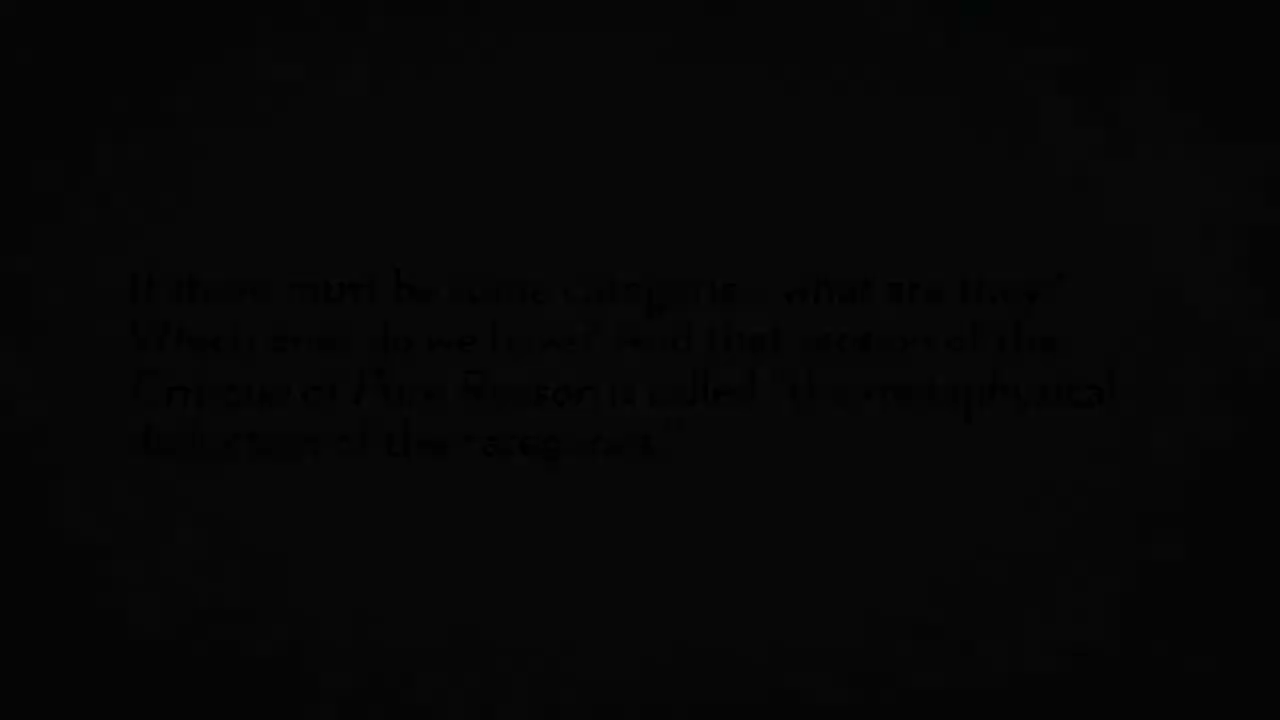 If there must be some categories, what are they?
Which ones do we have? And that section of the
Critique of Pure Reason is called "the metaphysical
deduction of the categories."